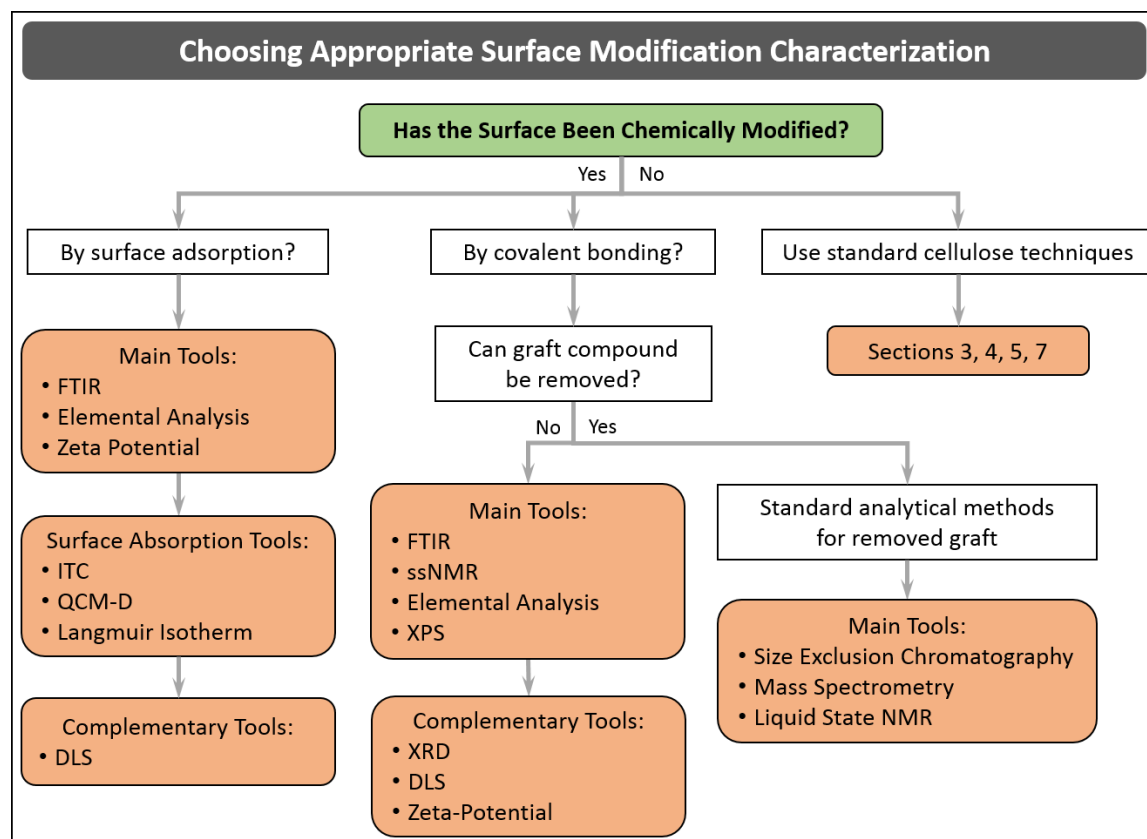 Choosing Appropriate Surface Modification Characterization
Has the Surface Been Chemically Modified?
Yes
No
By surface adsorption?
By covalent bonding?
Use standard cellulose techniques
Main Tools:
• FTIR
• Elemental Analysis
• Zeta Potential
Surface Absorption Tools:
• ITC
• QCM-D
• Langmuir Isotherm
Complementary Tools:
• DLS
Can graft compound
be removed?
No
Yes
Main Tools:
• FTIR
• ssNMR
• Elemental Analysis
• XPS
Complementary Tools:
• XRD
• DLS
• Zeta-Potential
Standard analytical methods
for removed graft
Main Tools:
• Size Exclusion Chromatography
• Mass Spectrometry
• Liquid State NMR
Sections 3, 4, 5, 7